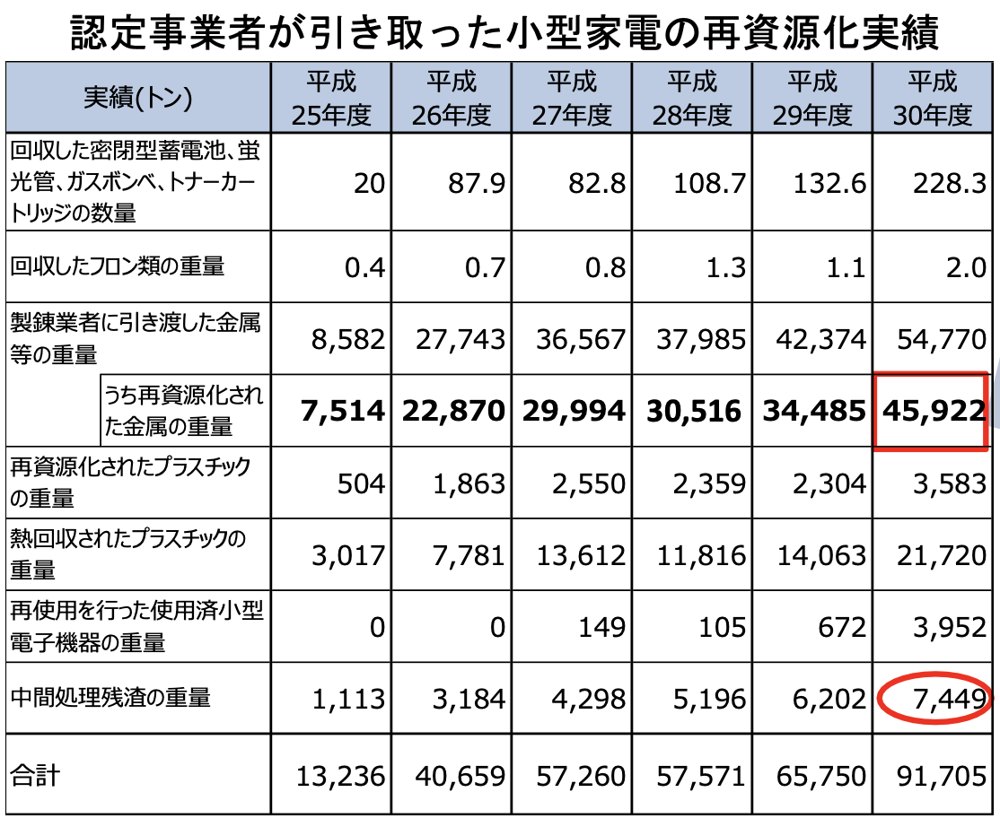 認定事業者が引き取った小型家電の再資源化実績
実績(トン)
平成
25年度
平成
26年度
平成
27年度
平成
28年度
平成
29年度
平成
30年度
回収した密閉型蓄電池、蛍
光管、ガスボンベ、トナーカー
トリッジの数量
20 87.9 82.8 108.7 132.6 228.3
回収したフロン類の重量 0.4 0.7 0.8 1.3 1.1 2.0
製錬業者に引き渡した金属
等の重量
8,582 27,743 36,567 37,985 42,374 54,770
うち再資源化され
た金属の重量
7,514 22,870 29,994 30,516 34,485 45,922
再資源化されたプラスチック
の重量
504 1,863 2,550 2,359 2,304 3,583
熱回収されたプラスチックの
重量
3,017 7,781 13,612 11,816 14,063 21,720
再使用を行った使用済小型
電子機器の重量
0 0 149 105 672 3,952
中間処理残渣の重量 1,113 3,184 4,298 5,196 6,202 7,449
合計 13,236 40,659 57,260 57,571 65,750 91,705